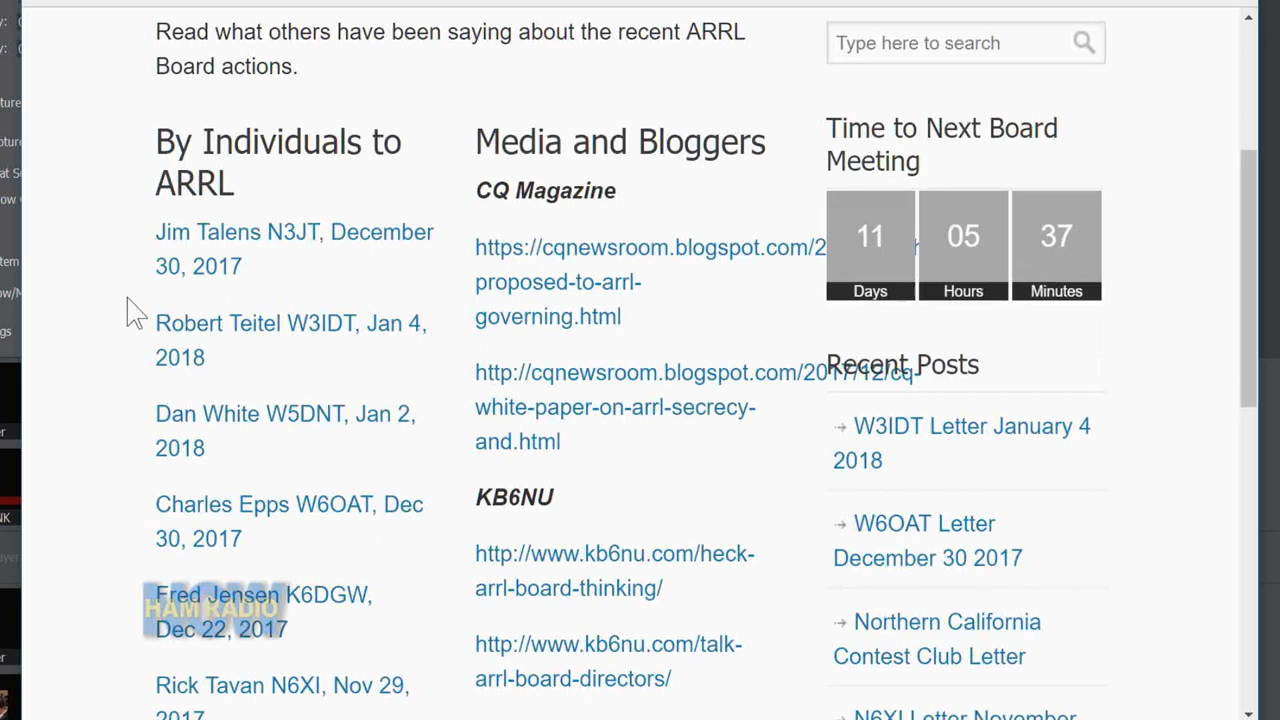 Read what others have been saying about the recent ARRL
Board actions.
By Individuals to
ARRL
Jim Talens N3JT, December
30, 2017
Robert Teitel W3IDT, Jan 4,
2018
Dan White W5DNT, Jan 2,
2018
Charles Epps W6OAT, Dec
30, 2017
Fred Jensen K6DGW,
Dec 22, 2017
HAM RADIO
NOW
Rick Tavan N6XI, Nov 29,
2017
Media and Bloggers
CQ Magazine
https://cqnewsroom.blogspot.com/2
proposed-to-arrl-
governing.html
http://cqnewsroom.blogspot.com/2017/12/cq-
white-paper-on-arrl-secrecy-
and.html
KB6NU
http://www.kb6nu.com/heck-
arrl-board-thinking/
http://www.kb6nu.com/talk-
arrl-board-directors/
Type here to search
Time to Next Board
Meeting
11 05 37
Days Hours Minutes
Recent Posts
W3IDT Letter January 4
2018
W6OAT Letter
December 30 2017
Northern California
Contest Club Letter
N6XI Letter November